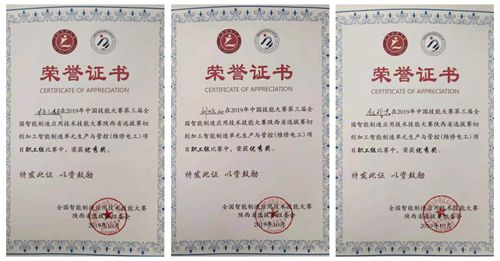 荣誉证书
CERTIFICATE OF APPRECIATION
在2019年中国技能大赛第三届全
国智能制造应用技术技能大赛陕西省选拔赛切
削加工智能制造单元生产与管控(维修电工)项
目职工组比赛中荣获优秀奖。
特发此证 以资鼓励
全国智能制造应用技术技能大赛
陕西省选拔赛组委会
2019年10月
荣誉证书
CERTIFICATE OF APPRECIATION
在2019年中国技能大赛第三届全
国智能制造应用技术技能大赛陕西省选拔赛切
削加工智能制造单元生产与管控(维修电工)项
目职工组比赛中荣获优秀奖。
特发此证 以资鼓励
全国智能制造应用技术技能大赛
陕西省选拔赛组委会
2019年10月
荣誉证书
CERTIFICATE OF APPRECIATION
在2019年中国技能大赛第三届全
国智能制造应用技术技能大赛陕西省选拔赛切
削加工智能制造单元生产与管控(维修电工)项
目职工组比赛中荣获优秀奖。
特发此证 以资鼓励
全国智能制造应用技术技能大赛
陕西省选拔赛组委会
2019年10月